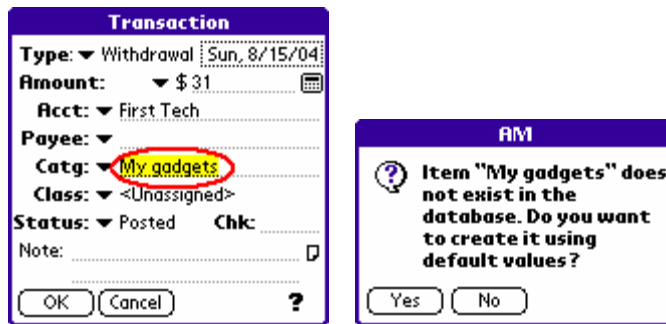 Transaction
Type: Withdrawal Sun, 8/15/04
Amount: $ 31
Acct: First Tech
Payee:
Catg: My gadgets
Class: <Unassigned>
Status: Posted Chk:
Note:
OK Cancel ?
AM
Item "My gadgets" does
not exist in the
database. Do you want
to create it using
default values?
Yes No